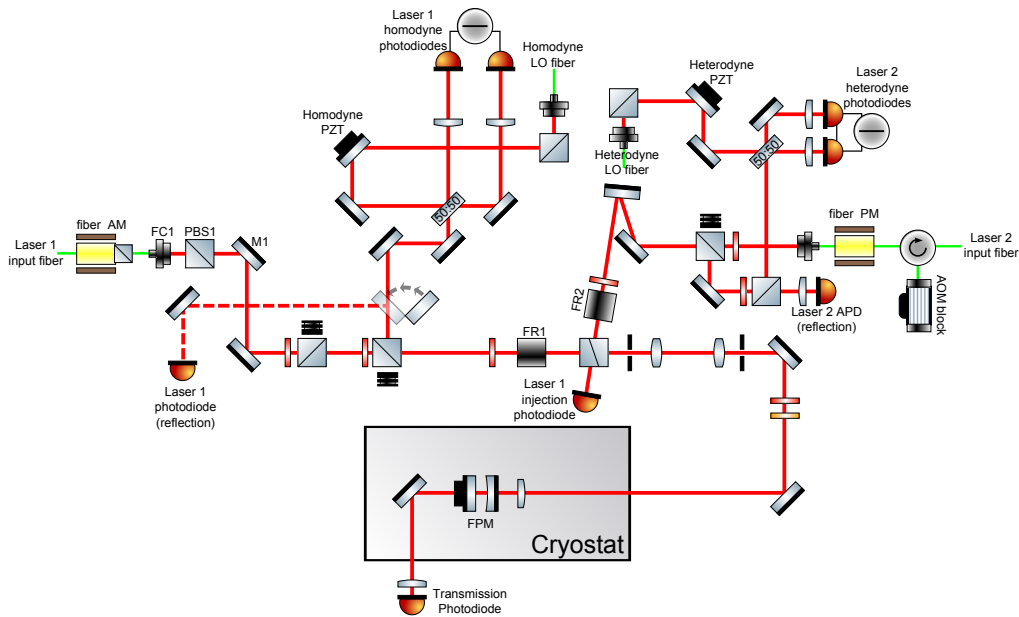 Laser 1
homodyne
photodiodes
Homodyne
LO fiber
Heterodyne
PZT
Laser 2
heterodyne
photodiodes
Homodyne
PZT
50:50
Heterodyne
LO fiber
50:50
fiber AM
FC1
PBS1
M1
Laser 1
input fiber
fiber PM
Laser 2
input fiber
AOM block
Laser 2 APD
(reflection)
FR2
FR1
Laser 1
photodiode
(reflection)
Laser 1
injection
photodiode
FPM
Cryostat
Transmission
Photodiode